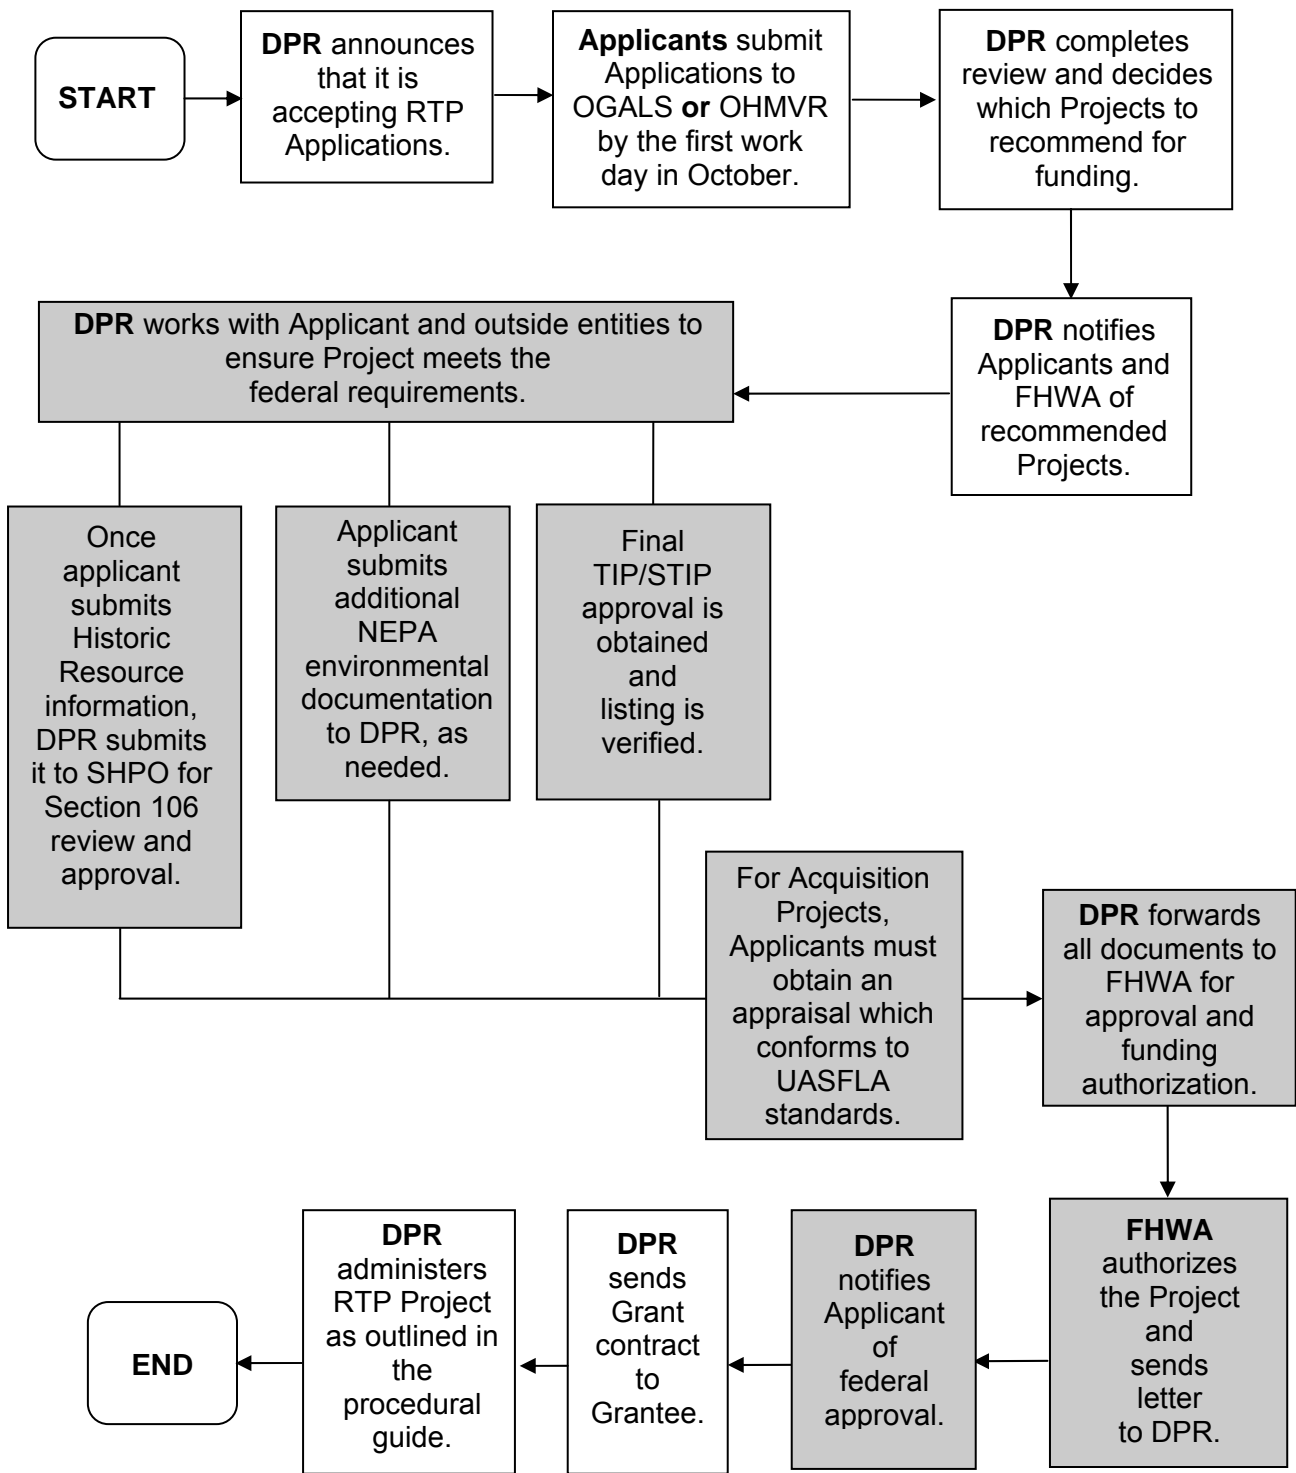 START
DPR announces
that it is
accepting RTP
Applications.
Applicants submit
Applications to
OGALS or OHMVR
by the first work
day in October.
DPR completes
review and decides
which Projects to
recommend for
funding.
DPR notifies
Applicants and
FHWA of
recommended
Projects.
DPR works with Applicant and outside entities to
ensure Project meets the
federal requirements.
Once
applicant
submits
Historic
Resource
information,
DPR submits
it to SHPO for
Section 106
review and
approval.
Applicant
submits
additional
NEPA
environmental
documentation
to DPR, as
needed.
Final
TIP/STIP
approval is
obtained
and
listing is
verified.
For Acquisition
Projects,
Applicants must
obtain an
appraisal which
conforms to
UASFLA
standards.
DPR forwards
all documents to
FHWA for
approval and
funding
authorization.
FHWA
authorizes
the Project
and
sends
letter
to DPR.
DPR
notifies
Applicant
of
federal
approval.
DPR
sends
Grant
contract
to
Grantee.
DPR
administers
RTP Project
as outlined in
the
procedural
guide.
END